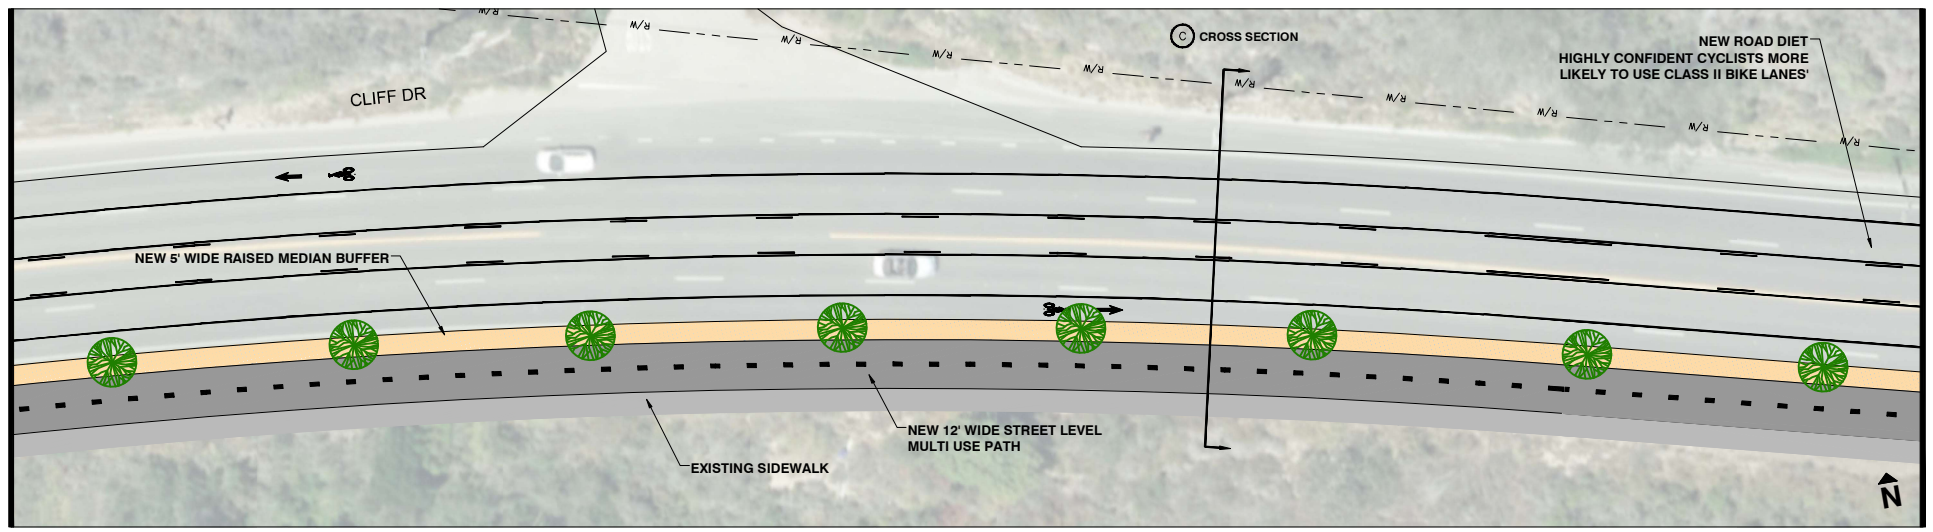 R/W R/W R/W R/W R/W R/W R/W R/W R/W R/W
C CROSS SECTION
NEW ROAD DIET
HIGHLY CONFIDENT CYCLISTS MORE
LIKELY TO USE CLASS II BIKE LANES'
CLIFF DR
NEW 5' WIDE RAISED MEDIAN BUFFER
NEW 12' WIDE STREET LEVEL
MULTI USE PATH
EXISTING SIDEWALK
N